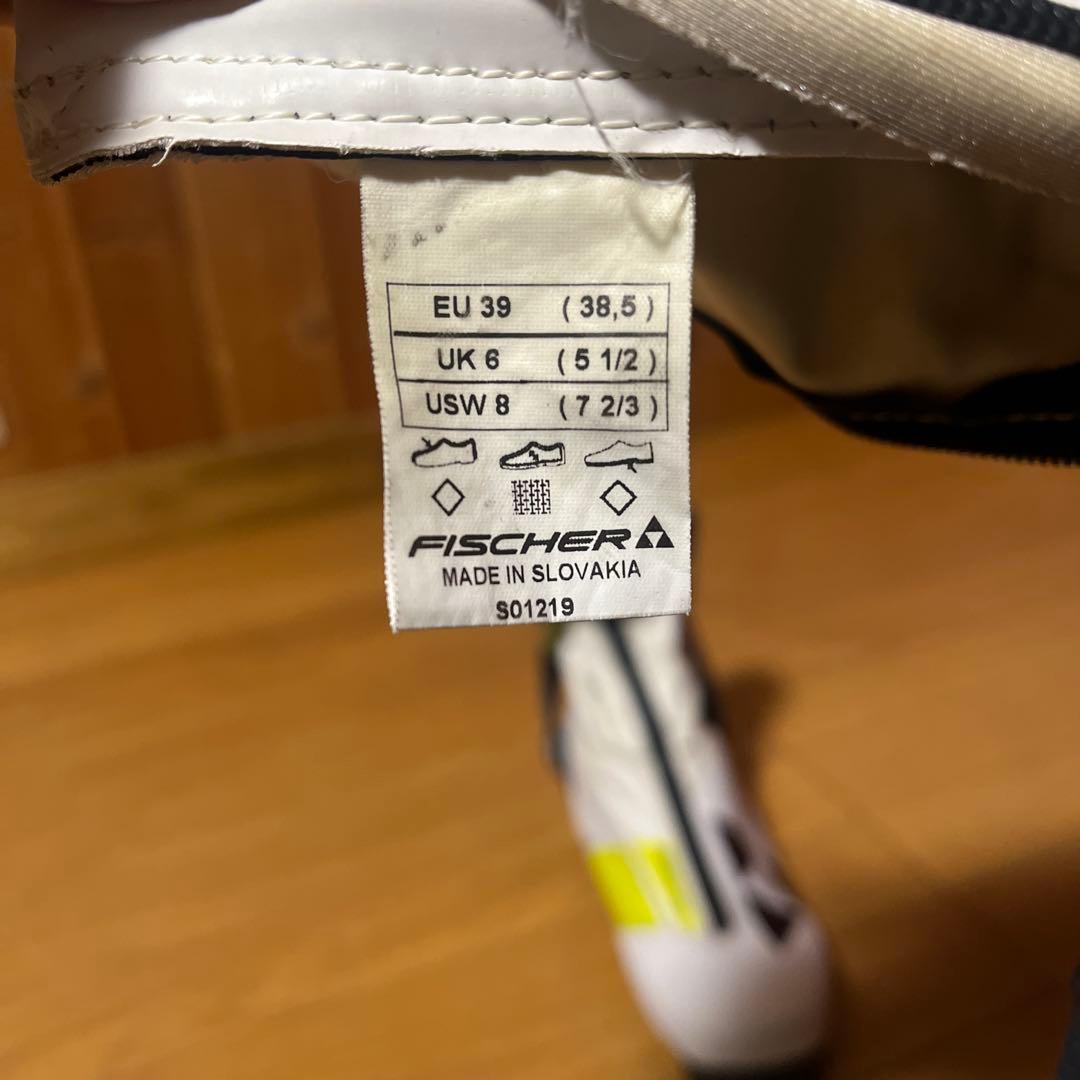 EU 39 ( 38,5 )
UK 6 ( 5 1/2 )
USW 8 ( 7 2/3 )
FISCHER
MADE IN SLOVAKIA
S01219